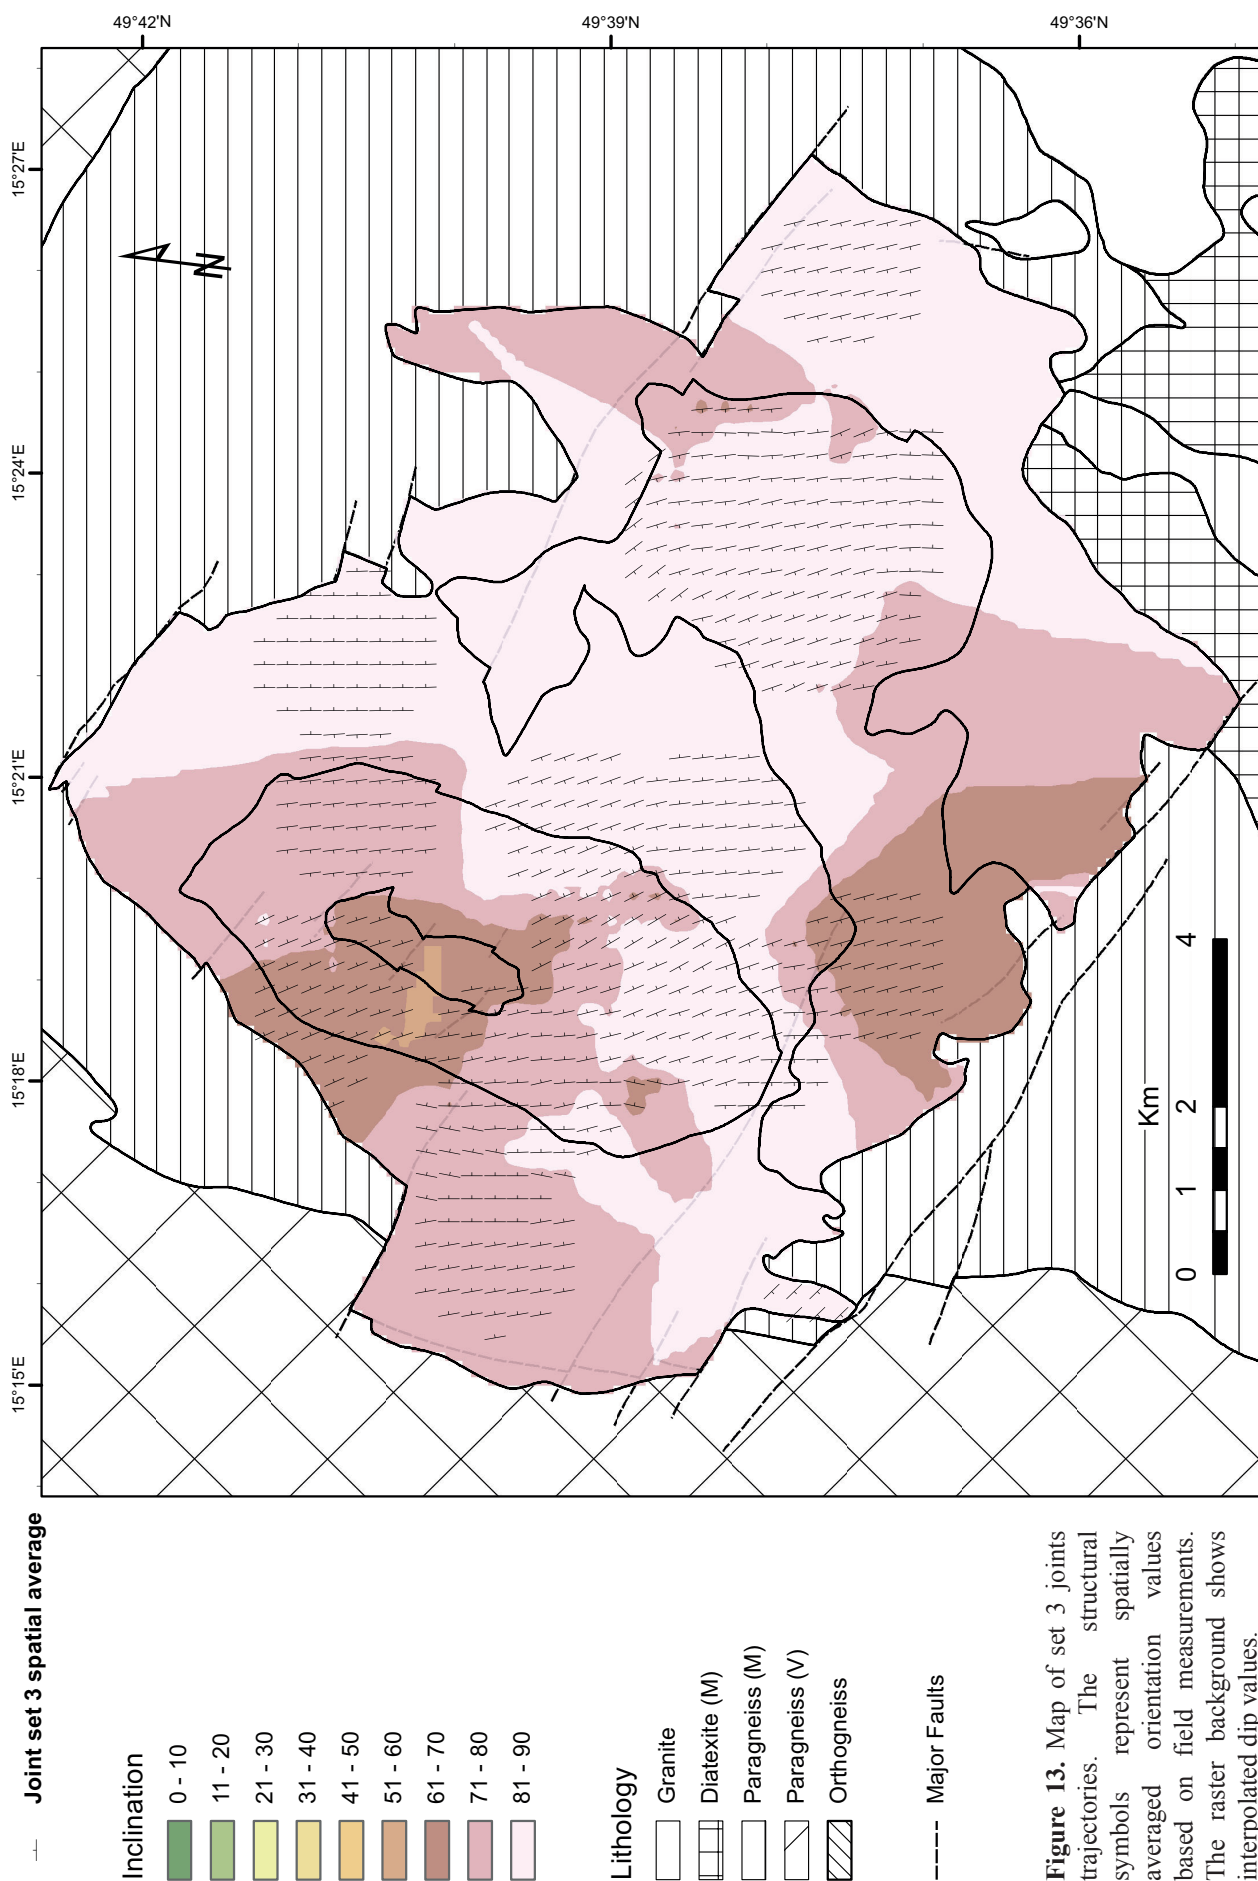 49°42'N
49°39'N
49°36'N
15°27'E
15°24'E
15°21'E
15°18'E
15°15'E
N
Km
0 1 2 4
Joint set 3 spatial average
Inclination
0 - 10
11 - 20
21 - 30
31 - 40
41 - 50
51 - 60
61 - 70
71 - 80
81 - 90
Lithology
Granite
Diatexite (M)
Paragneiss (M)
Paragneiss (V)
Orthogneiss
Major Faults
Figure 13. Map of set 3 joints
trajectories. The structural
symbols represent spatially
averaged orientation values
based on field measurements.
The raster background shows
interpolated dip values.